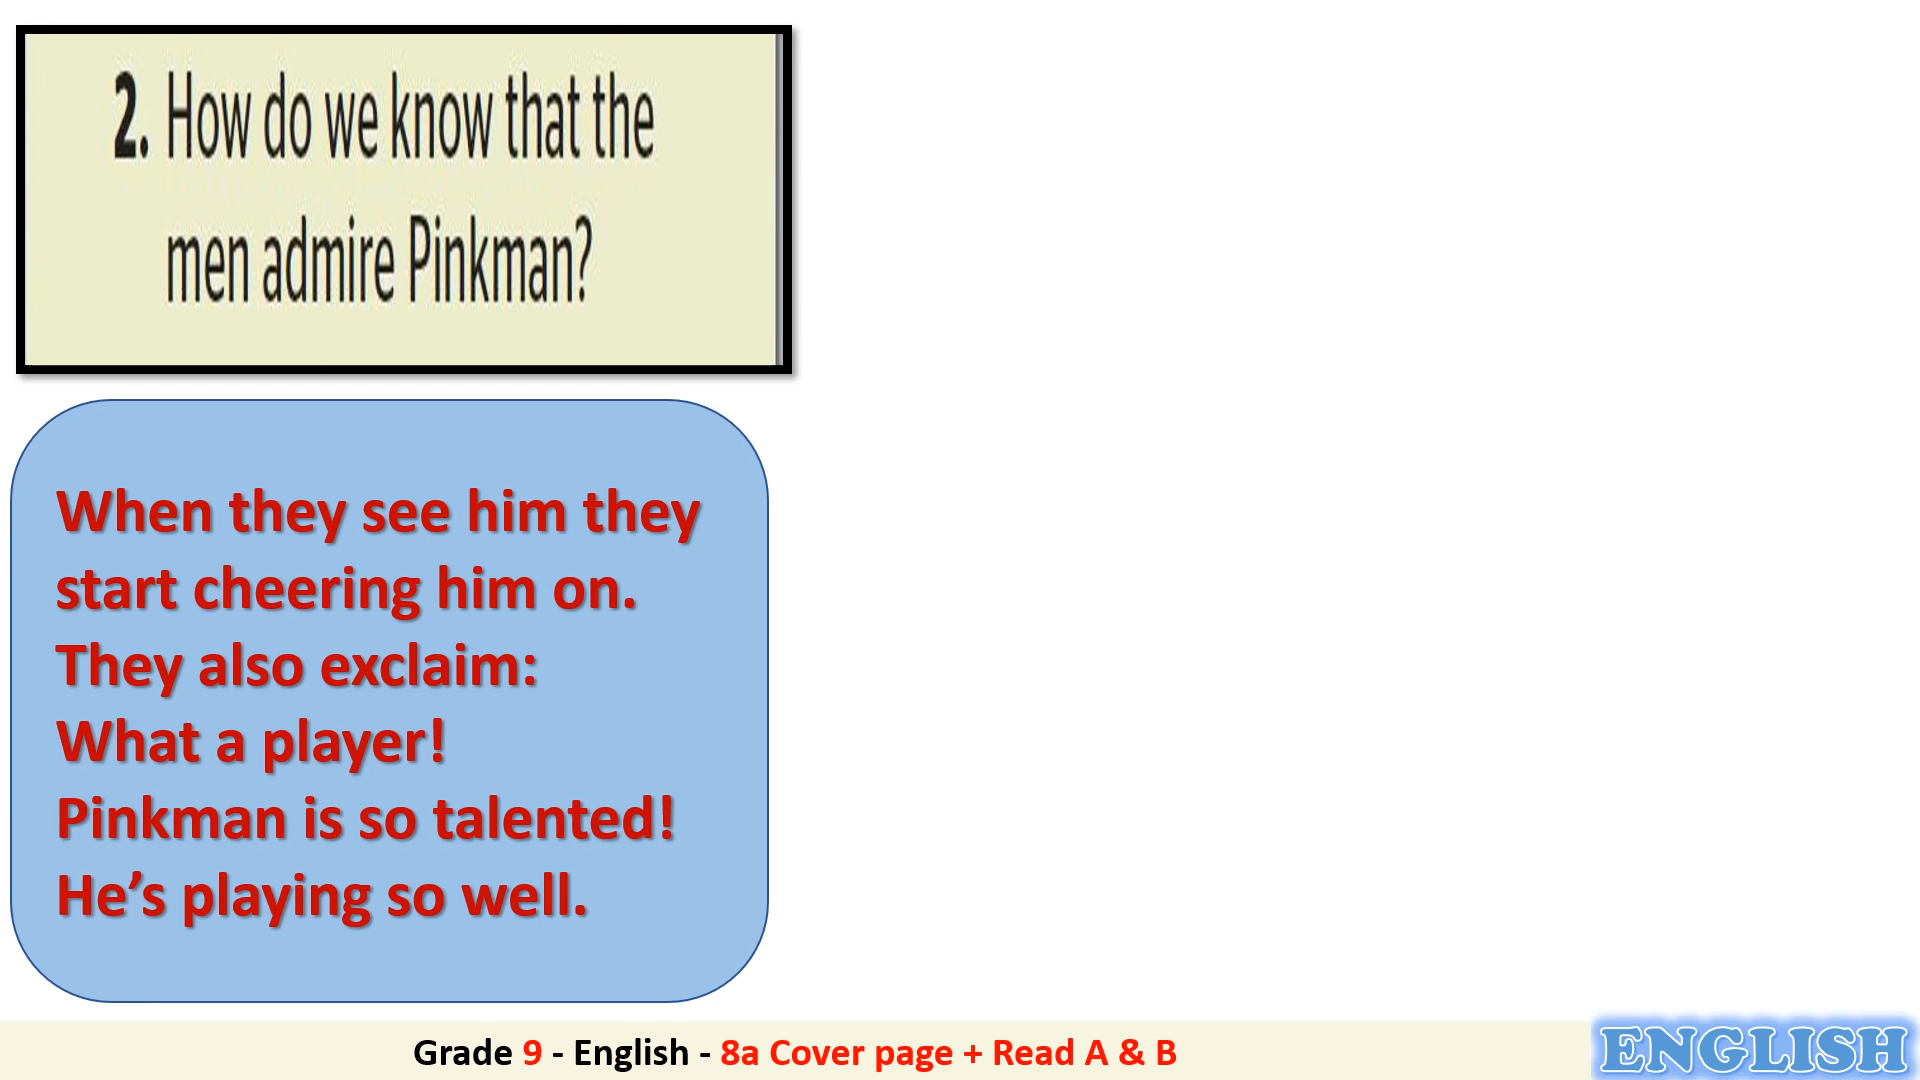 2. How do we know that the
men admire Pinkman?
When they see him they
start cheering him on.
They also exclaim:
What a player!
Pinkman is so talented!
He’s playing so well.
Grade 9 - English - 8a Cover page + Read A & B
ENGLISH